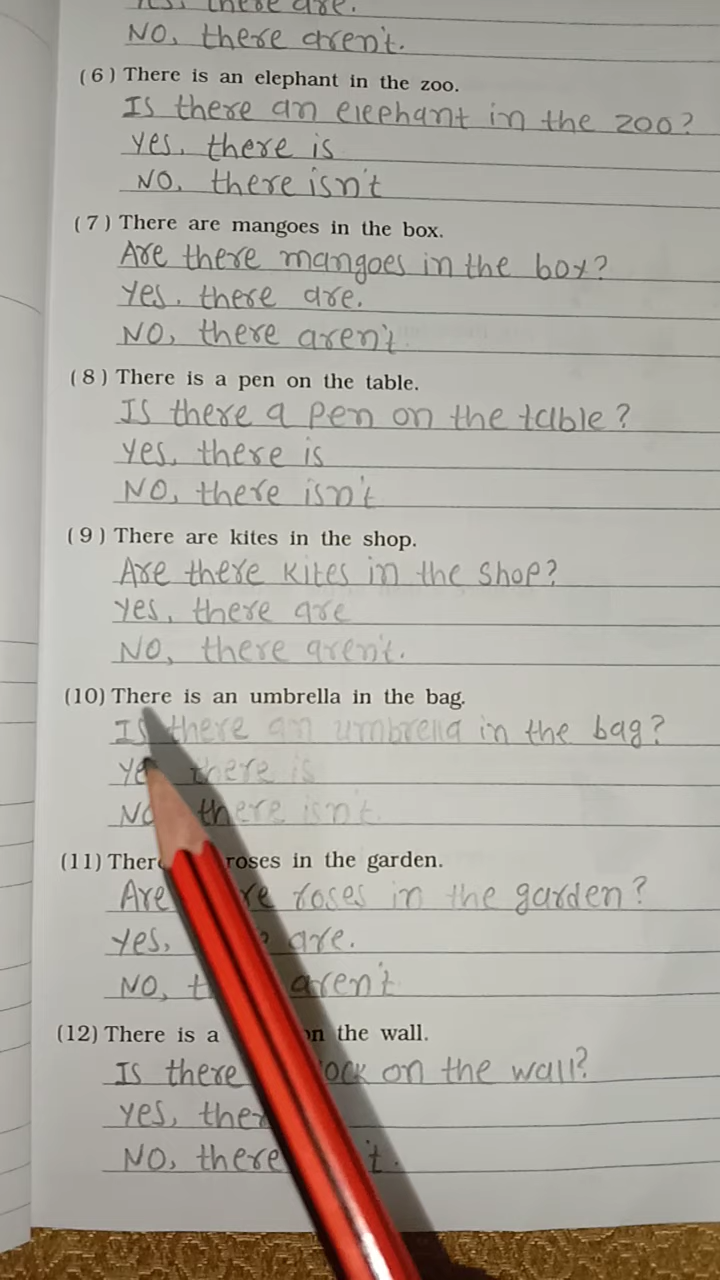 Yes, there are.
NO, there aren't.
(6) There is an elephant in the zoo.
Is there an elephant in the zoo?
Yes, there is
NO, there isn't
(7) There are mangoes in the box.
Are there mangoes in the box?
Yes, there are.
NO, there aren't.
(8) There is a pen on the table.
Is there a pen on the table?
Yes, there is
NO, there isn't
(9) There are kites in the shop.
Are there kites in the shop?
Yes, there are
NO, there aren't.
(10) There is an umbrella in the bag.
Is there an umbrella in the bag?
there is
there isn't.
(11) roses in the garden.
Are roses in the garden?
Yes, are.
NO, aren't
(12) There is a on the wall.
Is there on the wall?
Yes,
NO, there